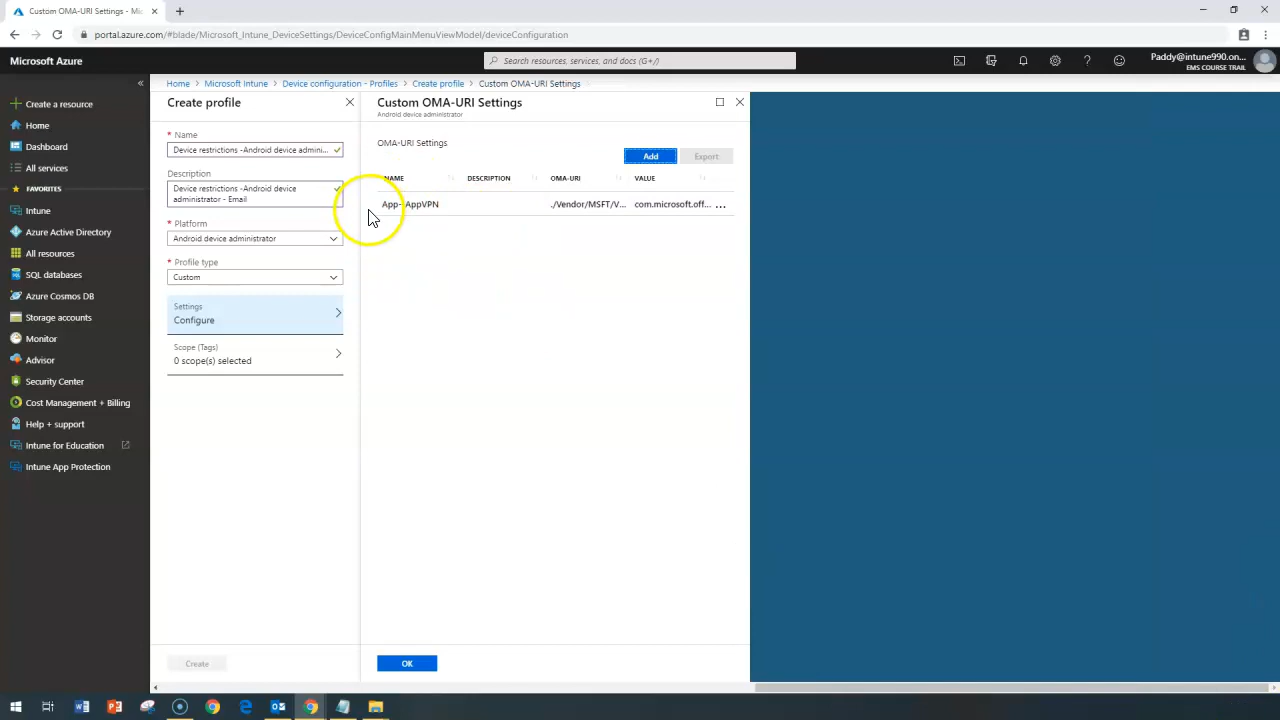 Custom OMA-URI Settings - Mic
portal.azure.com/#blade/Microsoft_Intune_DeviceSettings/DeviceConfigMainMenuViewModel/deviceConfiguration
Microsoft Azure
Search resources, services, and docs (G+/)
Paddy@intune990.on...
EMS COURSE TRAIL
Home
Microsoft Intune
Device configuration - Profiles
Create profile
Custom OMA-URI Settings
Create a resource
Home
Dashboard
All services
FAVORITES
Intune
Azure Active Directory
All resources
SQL databases
Azure Cosmos DB
Storage accounts
Monitor
Advisor
Security Center
Cost Management + Billing
Help + support
Intune for Education
Intune App Protection
Create profile
* Name
Device restrictions -Android device admini...
Description
Device restrictions -Android device
administrator - Email
* Platform
Android device administrator
* Profile type
Custom
Settings
Configure
Scope (Tags)
0 scope(s) selected
Create
Custom OMA-URI Settings
Android device administrator
OMA-URI Settings
Add
Export
NAME DESCRIPTION OMA-URI VALUE
App- AppVPN ./Vendor/MSFT/V... com.microsoft.off... ...
OK